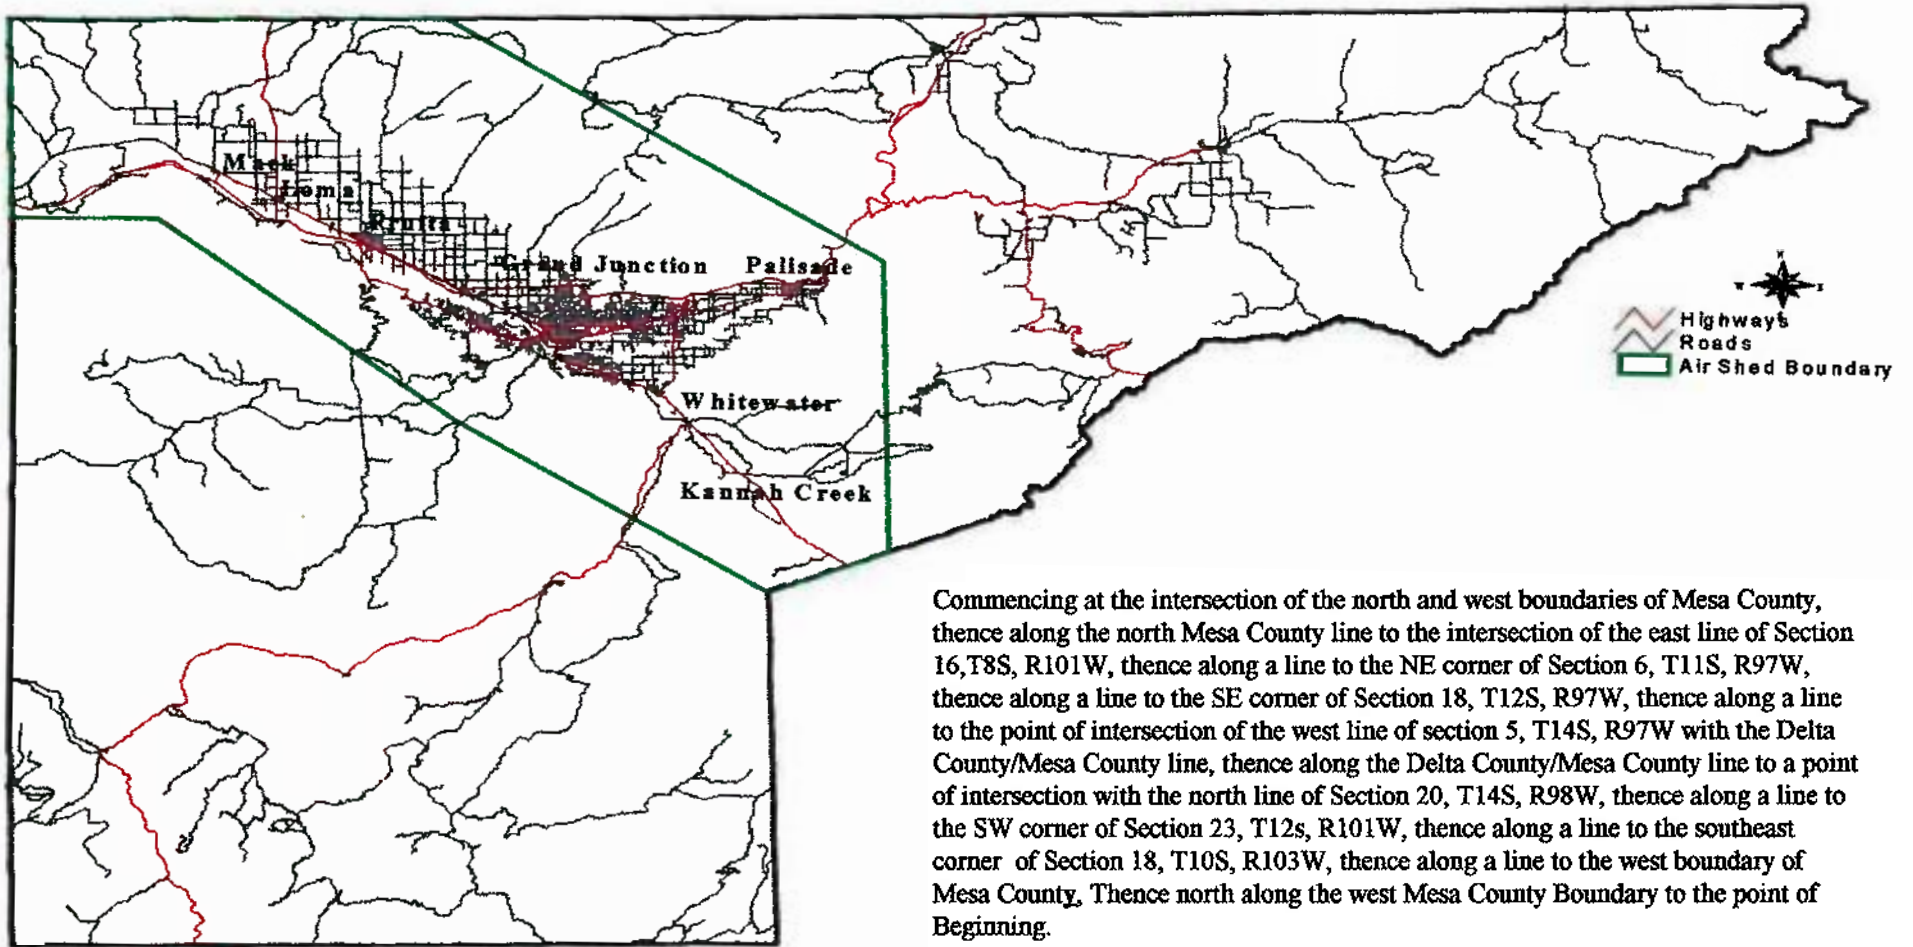 Mack
Loma
Fruita
Grand Junction
Palisade
N
W
E
Highways
Roads
Air Shed Boundary
Whitewater
Kannah Creek
Commencing at the intersection of the north and west boundaries of Mesa County,
thence along the north Mesa County line to the intersection of the east line of Section
16,T8S, R101W, thence along a line to the NE corner of Section 6, T11S, R97W,
thence along a line to the SE corner of Section 18, T12S, R97W, thence along a line
to the point of intersection of the west line of section 5, T14S, R97W with the Delta
County/Mesa County line, thence along the Delta County/Mesa County line to a point
of intersection with the north line of Section 20, T14S, R98W, thence along a line to
the SW corner of Section 23, T12s, R101W, thence along a line to the southeast
corner of Section 18, T10S, R103W, thence along a line to the west boundary of
Mesa County, Thence north along the west Mesa County Boundary to the point of
Beginning.